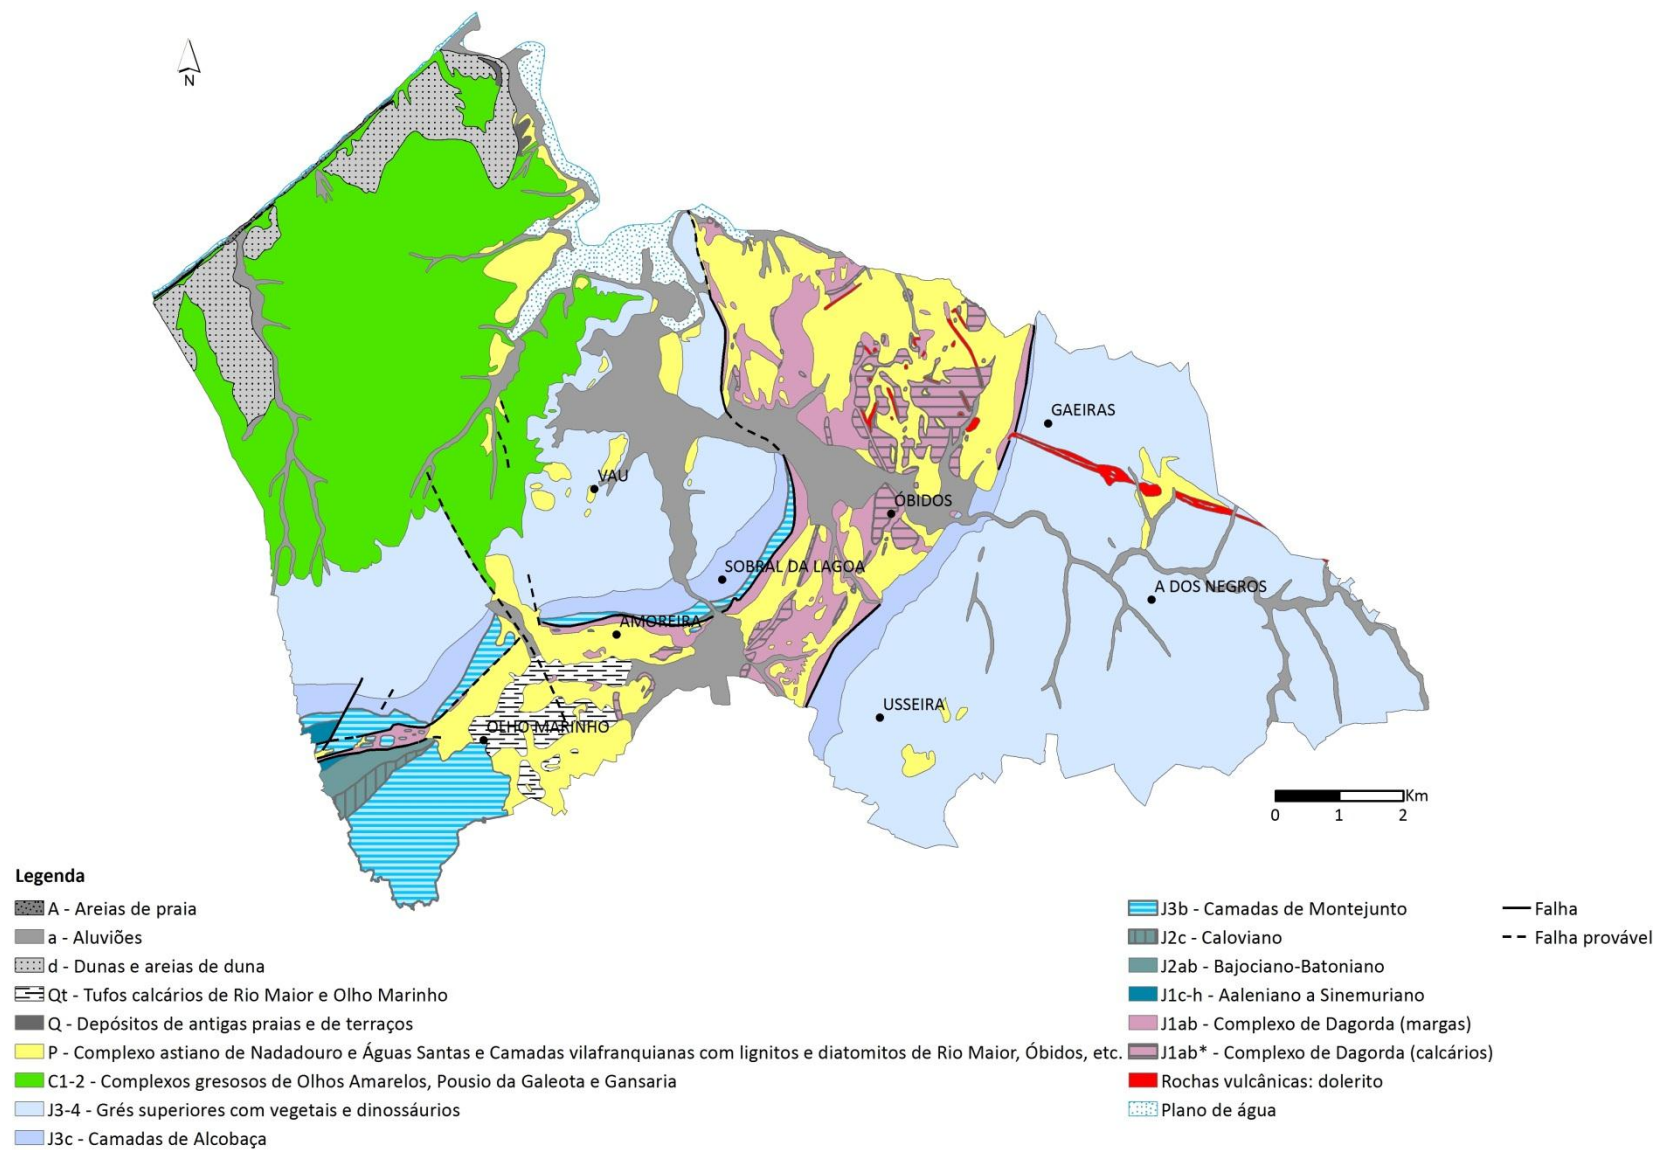 N
GAEIRAS
VAU
ÓBIDOS
SOBRAL DA LAGOA
A DOS NEGROS
AMOREIRA
USSEIRA
OLHO MARINHO
Km
0 1 2
Legenda
A - Areias de praia
a - Aluviões
d - Dunas e areias de duna
Qt - Tufos calcários de Rio Maior e Olho Marinho
Q - Depósitos de antigas praias e de terraços
P - Complexo astiano de Nadadouro e Águas Santas e Camadas vilafranquianas com lignitos e diatomitos de Rio Maior, Óbidos, etc.
C1-2 - Complexos gresosos de Olhos Amarelos, Pousio da Galeota e Gansaria
J3-4 - Grés superiores com vegetais e dinossáurios
J3c - Camadas de Alcobaça
J3b - Camadas de Montejunto
J2c - Caloviano
J2ab - Bajociano-Batoniano
J1c-h - Aaleniano a Sinemuriano
J1ab - Complexo de Dagorda (margas)
J1ab* - Complexo de Dagorda (calcários)
Rochas vulcânicas: dolerito
Plano de água
Falha
Falha provável